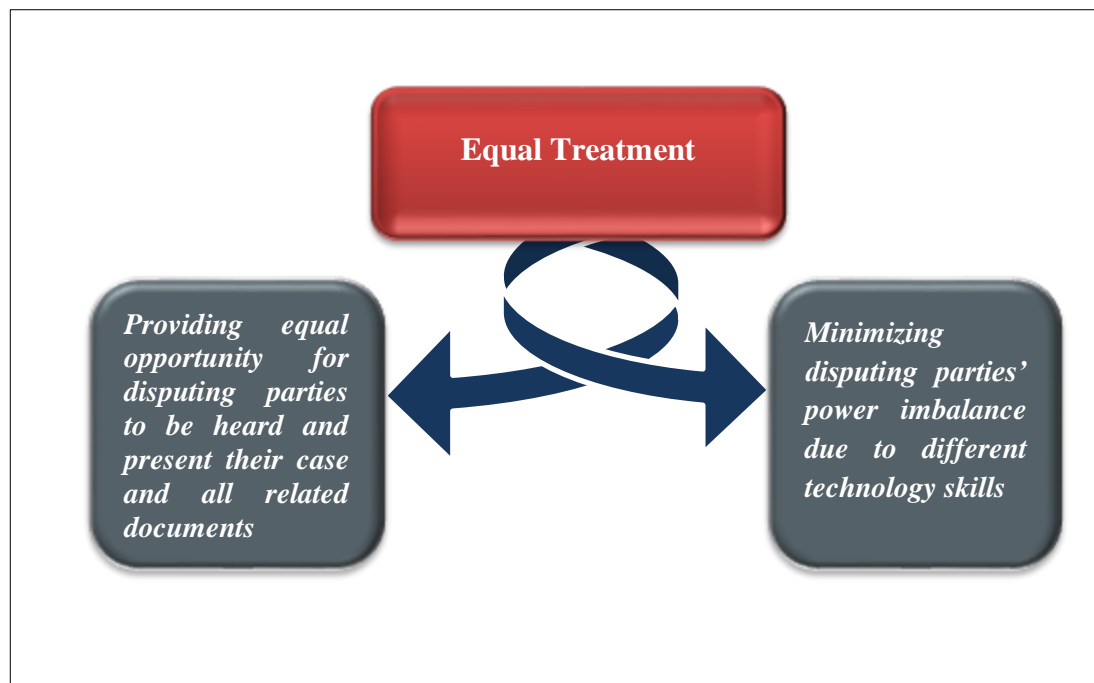 Equal Treatment
Providing equal
opportunity for
disputing parties
to be heard and
present their case
and all related
documents
Minimizing
disputing parties’
power imbalance
due to different
technology skills